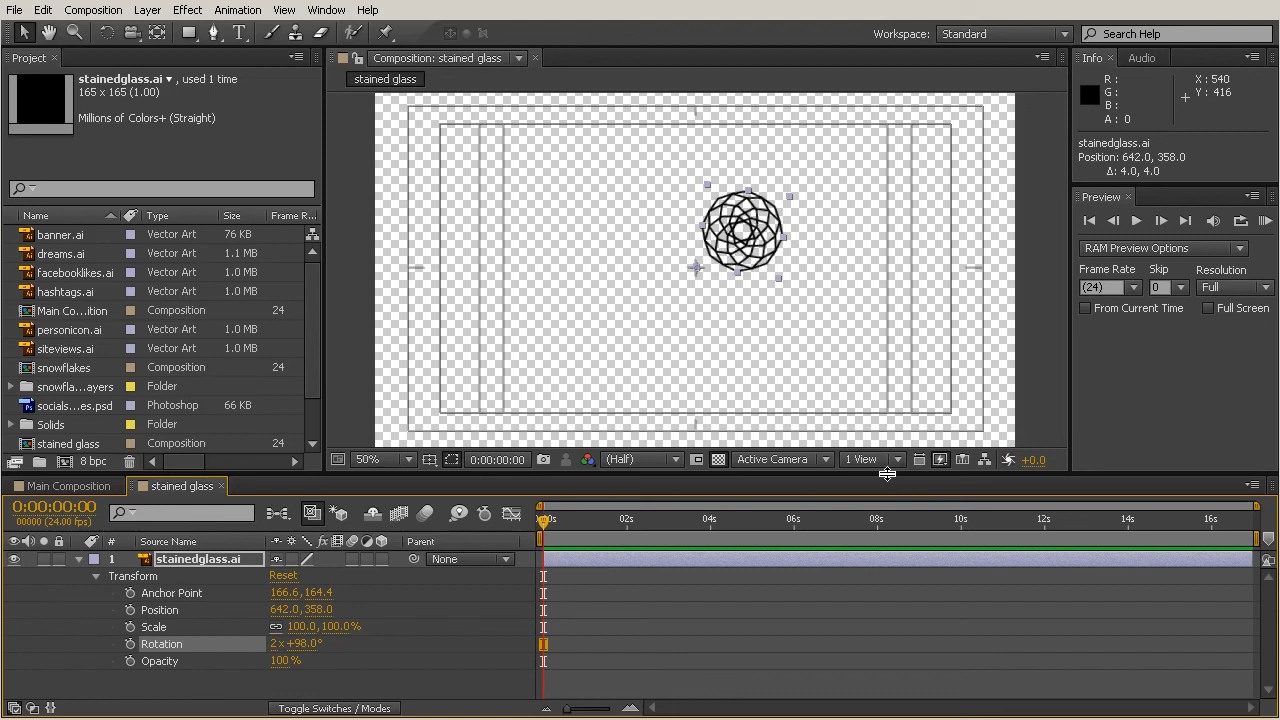 File Edit Composition Layer Effect Animation View Window Help
Workspace: Standard Search Help
Project
stainedglass.ai ▾ , used 1 time
165 x 165 (1.00)
Millions of Colors+ (Straight)
Name Type Size Frame R...
banner.ai Vector Art 76 KB
dreams.ai Vector Art 1.1 MB
facebooklikes.ai Vector Art 1.0 MB
hashtags.ai Vector Art 1.0 MB
Main Co...ition Composition 24
personicon.ai Vector Art 1.0 MB
siteviews.ai Vector Art 1.0 MB
snowflakes Composition 24
snowfla...ayers Folder
socials...es.psd Photoshop 66 KB
Solids Folder
stained glass Composition 24
8 bpc
Composition: stained glass
stained glass
50% 0:00:00:00 (Half) Active Camera 1 View +0.0
Info Audio
R : X : 540
G : Y : 416
B :
A : 0
stainedglass.ai
Position: 642.0, 358.0
Δ: 4.0, 4.0
Preview
RAM Preview Options
Frame Rate Skip Resolution
(24) 0 Full
From Current Time Full Screen
Main Composition stained glass
0:00:00:00
00000 (24.00 fps)
:00s 02s 04s 06s 08s 10s 12s 14s 16s
# Source Name Parent
1 stainedglass.ai None
Transform Reset
Anchor Point 166.6, 164.4
Position 642.0, 358.0
Scale 100.0, 100.0%
Rotation 2 x +98.0°
Opacity 100 %
Toggle Switches / Modes